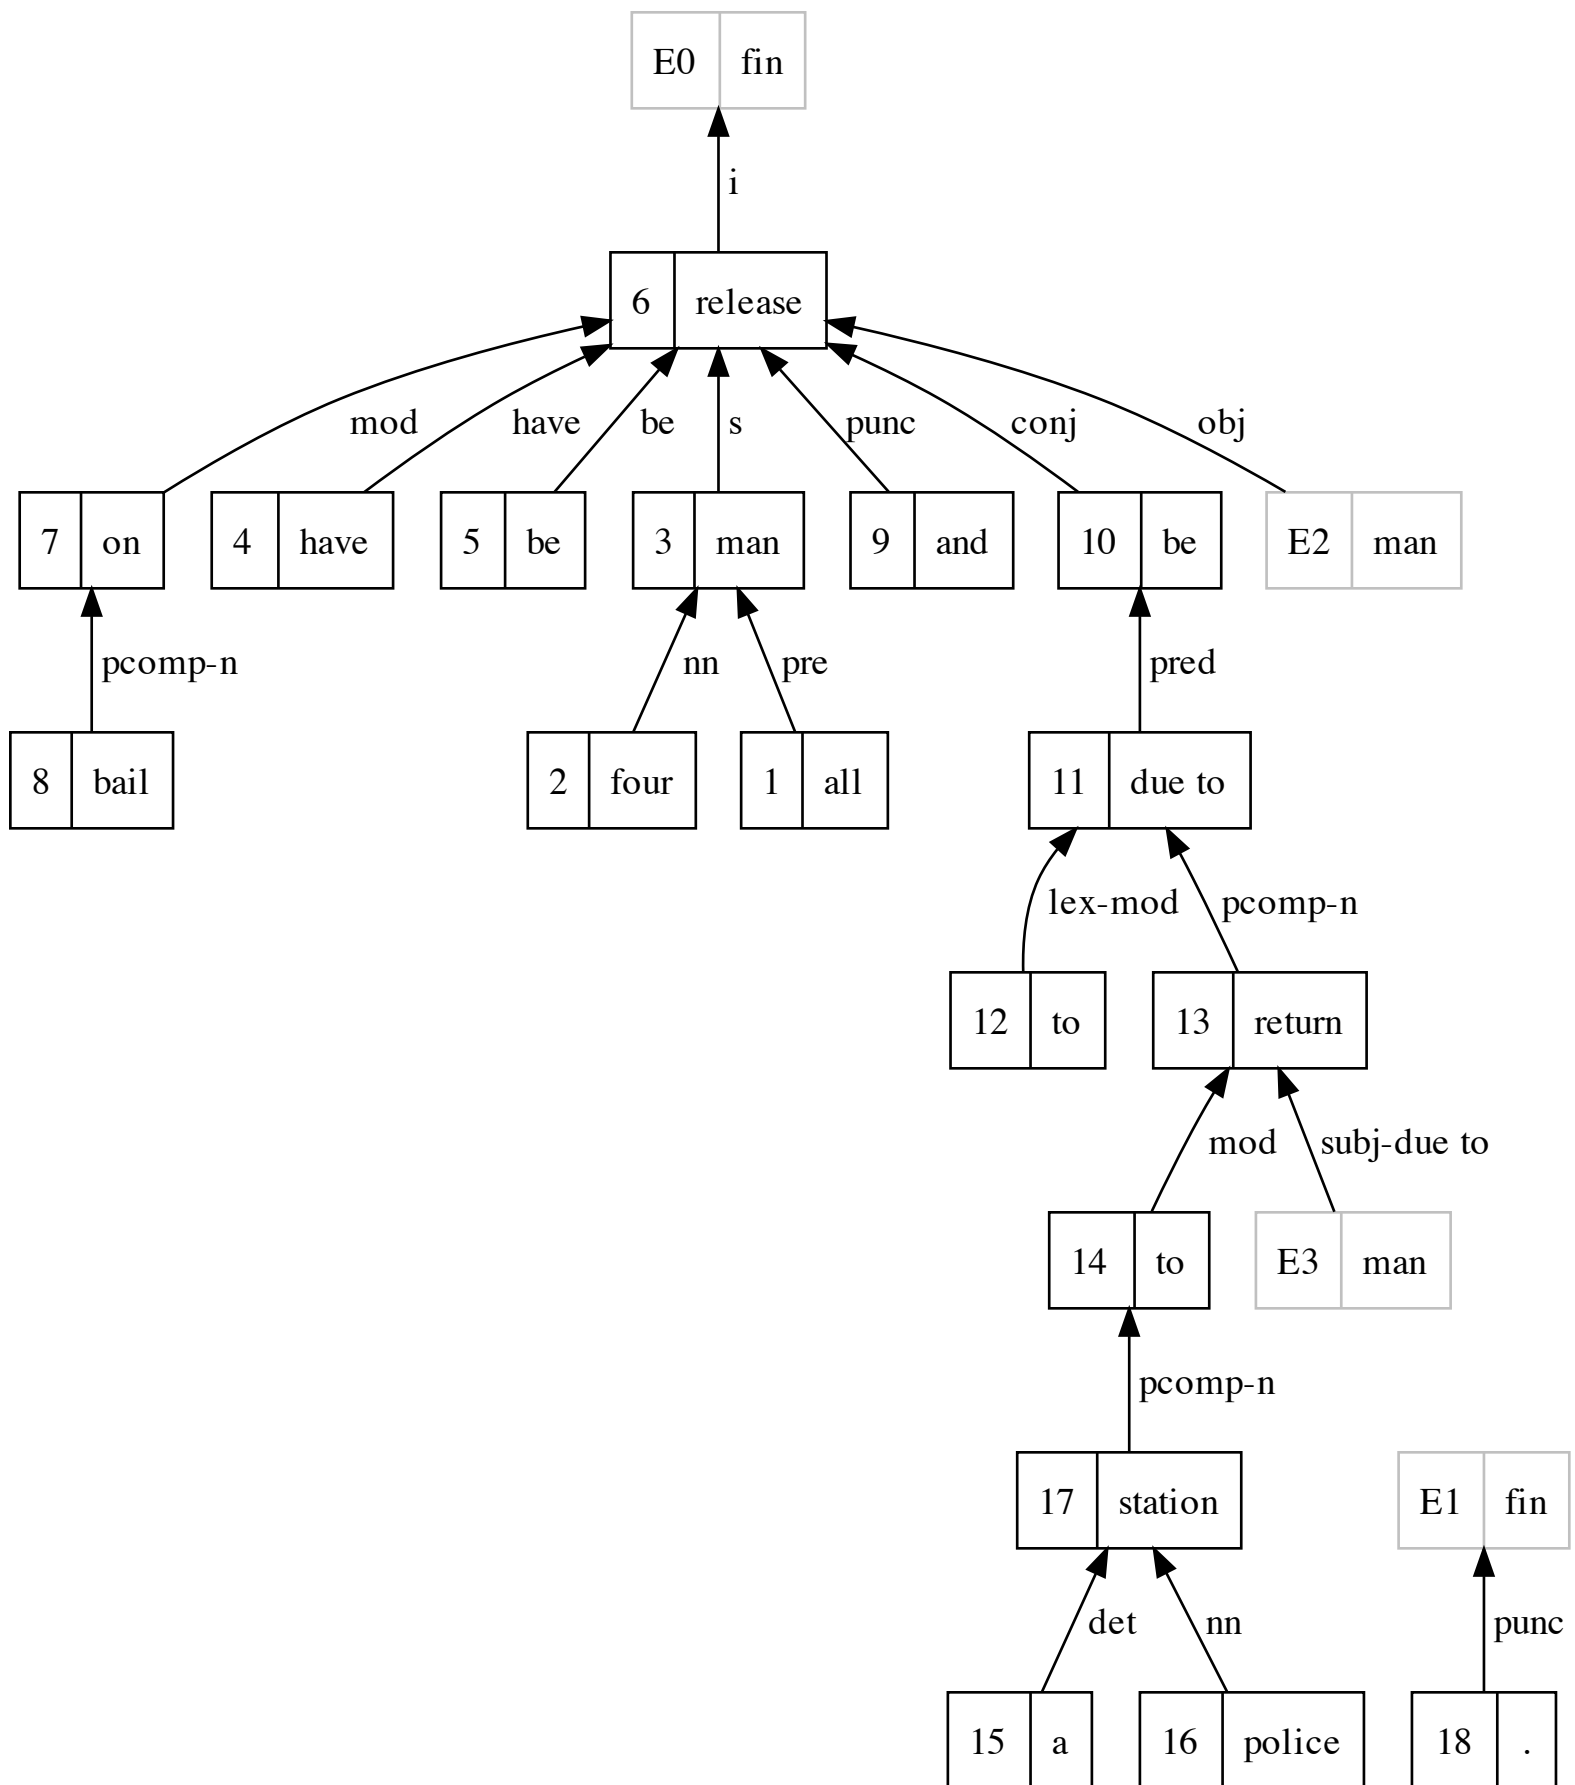 E0 fin
i
6 release
mod have be s punc conj obj
7 on 4 have 5 be 3 man 9 and 10 be E2 man
pcomp-n nn pre pred
8 bail 2 four 1 all 11 due to
lex-mod pcomp-n
12 to 13 return
mod subj-due to
14 to E3 man
pcomp-n
17 station E1 fin
det nn punc
15 a 16 police 18 .